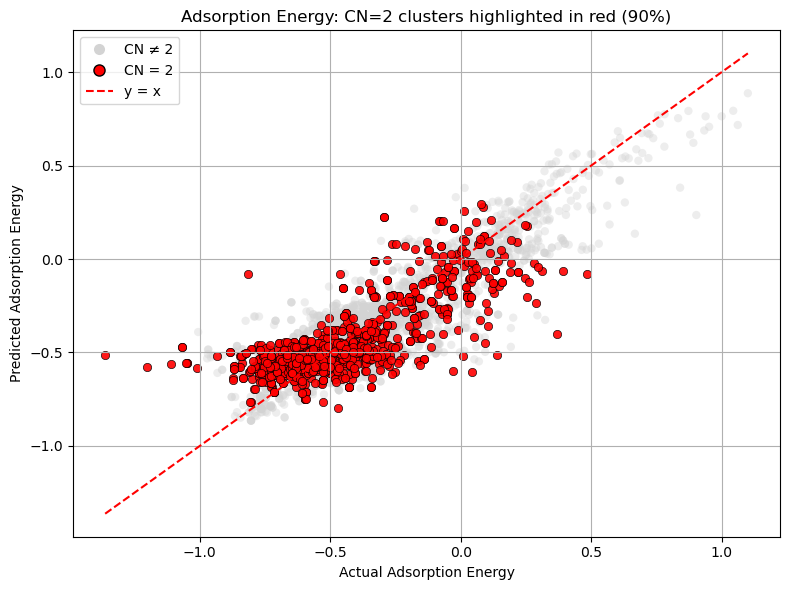 Adsorption Energy: CN=2 clusters highlighted in red (90%)
CN ≠ 2
CN = 2
y = x
1.0
0.5
0.0
−0.5
−1.0
Predicted Adsorption Energy
−1.0
−0.5
0.0
0.5
1.0
Actual Adsorption Energy